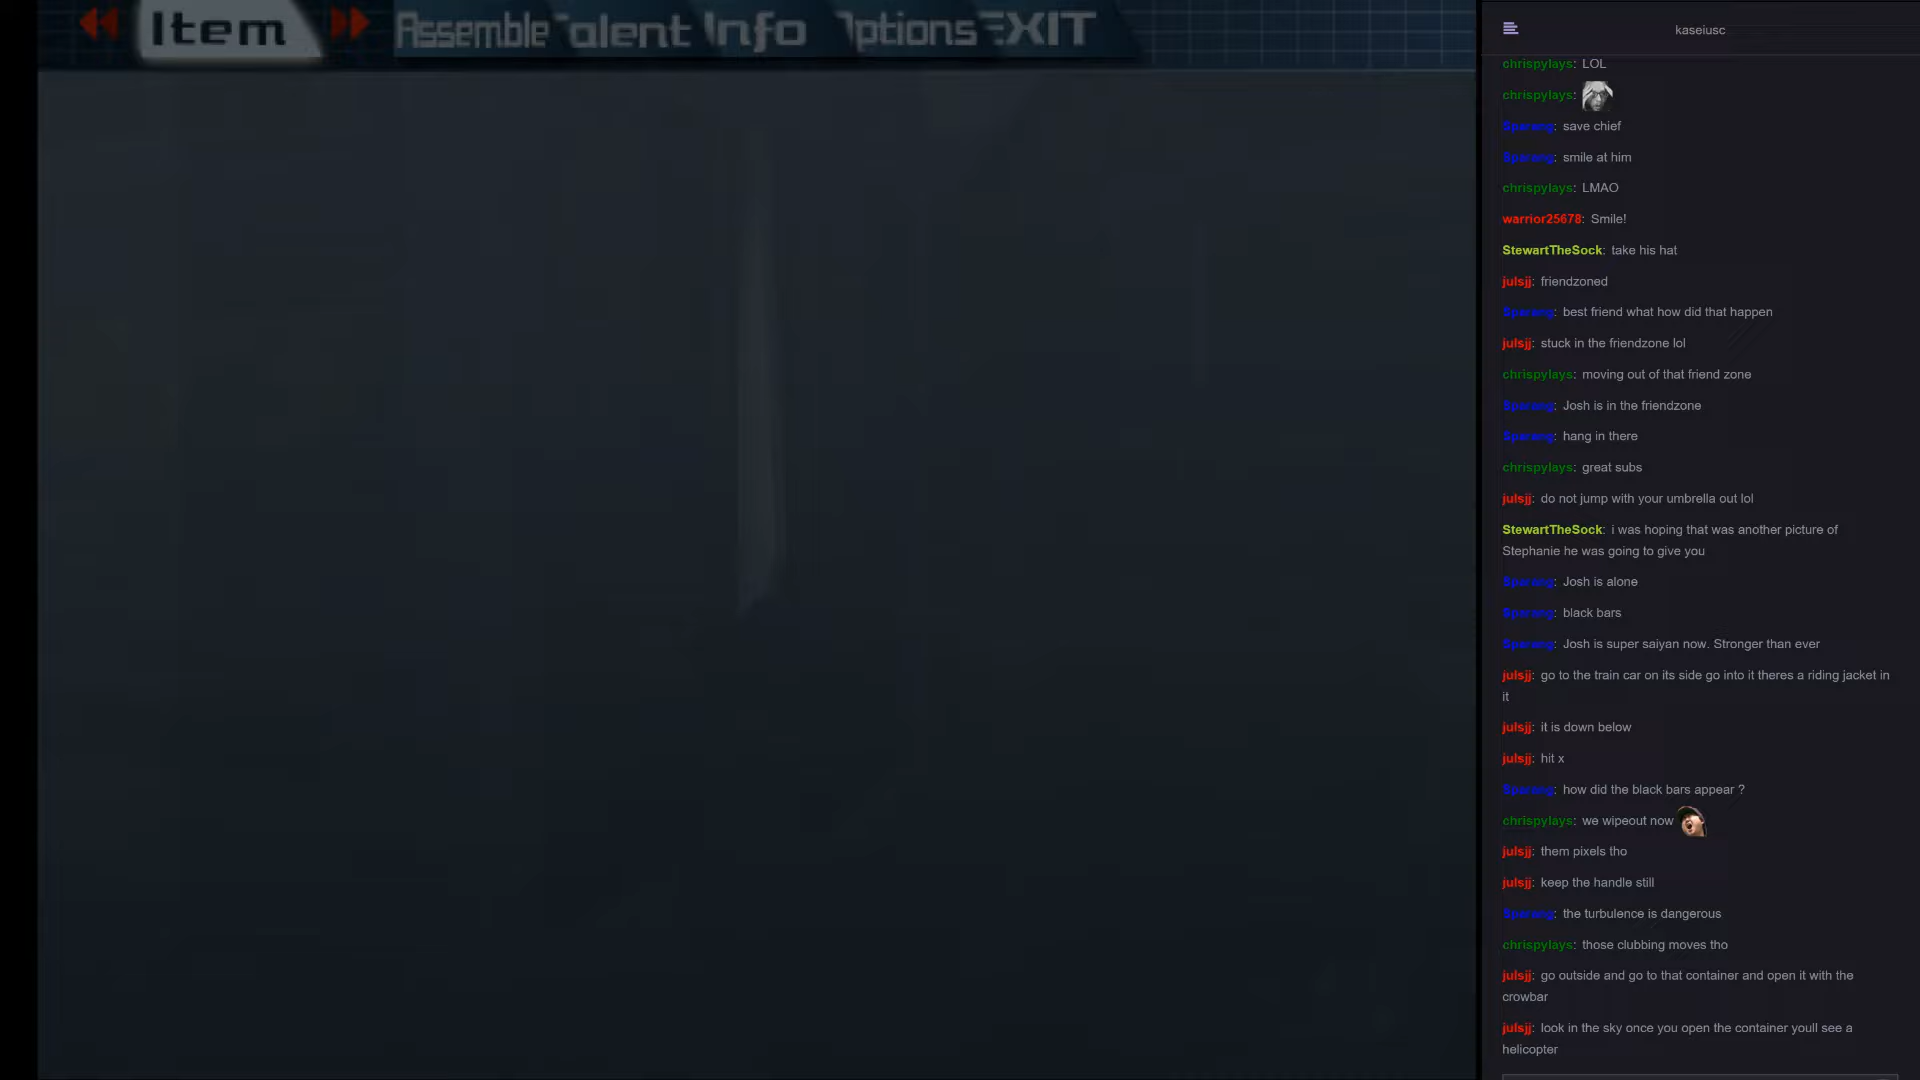 Item Assemble Talent Info Options EXIT
kaseiusc
chrispylays: LOL
chrispylays:
Sparang: save chief
Sparang: smile at him
chrispylays: LMAO
warrior25678: Smile!
StewartTheSock: take his hat
julsjj: friendzoned
Sparang: best friend what how did that happen
julsjj: stuck in the friendzone lol
chrispylays: moving out of that friend zone
Sparang: Josh is in the friendzone
Sparang: hang in there
chrispylays: great subs
julsjj: do not jump with your umbrella out lol
StewartTheSock: i was hoping that was another picture of
Stephanie he was going to give you
Sparang: Josh is alone
Sparang: black bars
Sparang: Josh is super saiyan now. Stronger than ever
julsjj: go to the train car on its side go into it theres a riding jacket in
it
julsjj: it is down below
julsjj: hit x
Sparang: how did the black bars appear ?
chrispylays: we wipeout now
julsjj: them pixels tho
julsjj: keep the handle still
Sparang: the turbulence is dangerous
chrispylays: those clubbing moves tho
julsjj: go outside and go to that container and open it with the
crowbar
julsjj: look in the sky once you open the container youll see a
helicopter